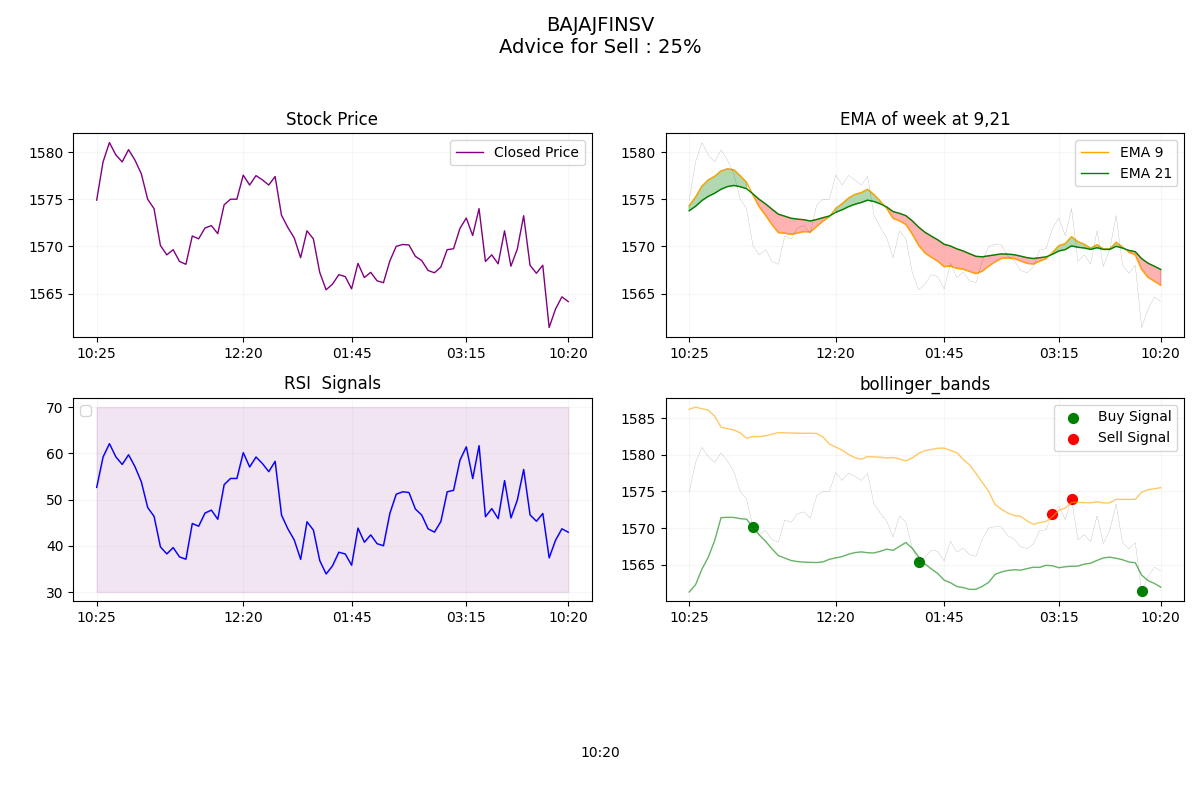 BAJAJFINSV
Advice for Sell : 25%
Stock Price
1580
1575
1570
1565
Closed Price
10:25 12:20 01:45 03:15 10:20
EMA of week at 9,21
1580
1575
1570
1565
EMA 9
EMA 21
10:25 12:20 01:45 03:15 10:20
RSI  Signals
70
60
50
40
30
10:25 12:20 01:45 03:15 10:20
bollinger_bands
1585
1580
1575
1570
1565
Buy Signal
Sell Signal
10:25 12:20 01:45 03:15 10:20
10:20